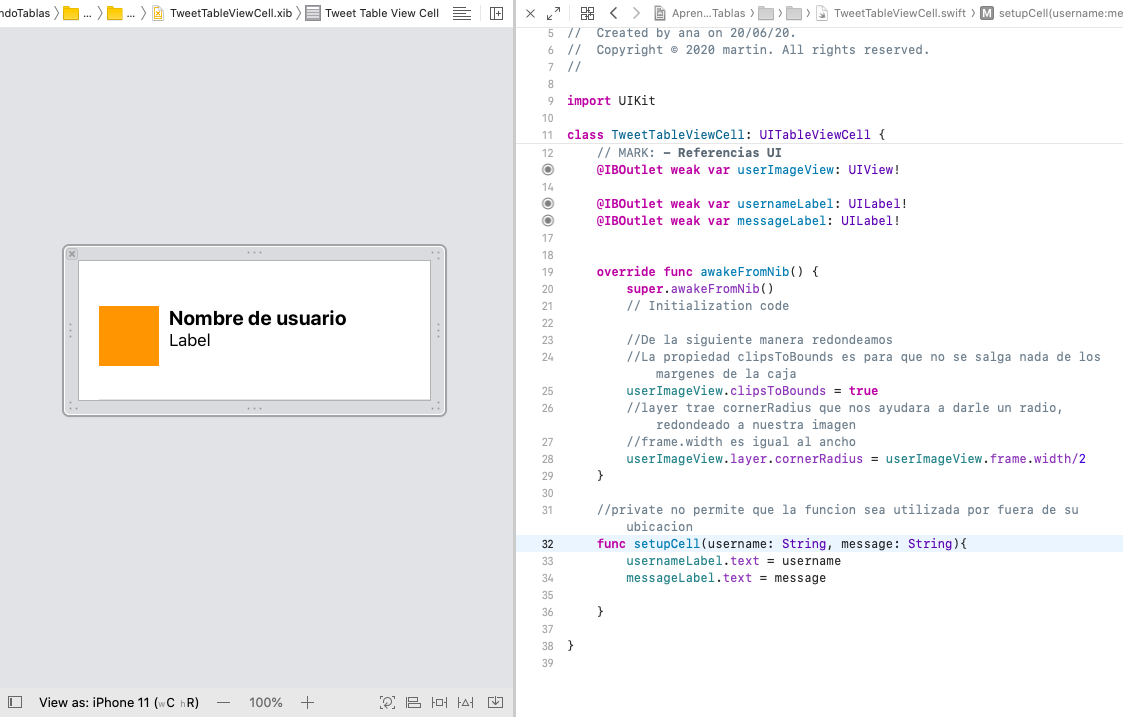 ndoTablas
...
...
TweetTableViewCell.xib
Tweet Table View Cell
Nombre de usuario
Label
View as: iPhone 11 (wC hR)
100%
Apren...Tablas
TweetTableViewCell.swift
M
setupCell(username:me
5 //  Created by ana on 20/06/20.
6 //  Copyright © 2020 martin. All rights reserved.
7 //
8
9 import UIKit
10
11 class TweetTableViewCell: UITableViewCell {
12 // MARK: - Referencias UI
@IBOutlet weak var userImageView: UIView!
14
@IBOutlet weak var usernameLabel: UILabel!
@IBOutlet weak var messageLabel: UILabel!
17
18
19 override func awakeFromNib() {
20 super.awakeFromNib()
21 // Initialization code
22
23 //De la siguiente manera redondeamos
24 //La propiedad clipsToBounds es para que no se salga nada de los
margenes de la caja
25 userImageView.clipsToBounds = true
26 //layer trae cornerRadius que nos ayudara a darle un radio,
redondeado a nuestra imagen
27 //frame.width es igual al ancho
28 userImageView.layer.cornerRadius = userImageView.frame.width/2
29 }
30
31 //private no permite que la funcion sea utilizada por fuera de su
ubicacion
32 func setupCell(username: String, message: String){
33 usernameLabel.text = username
34 messageLabel.text = message
35
36 }
37
38 }
39